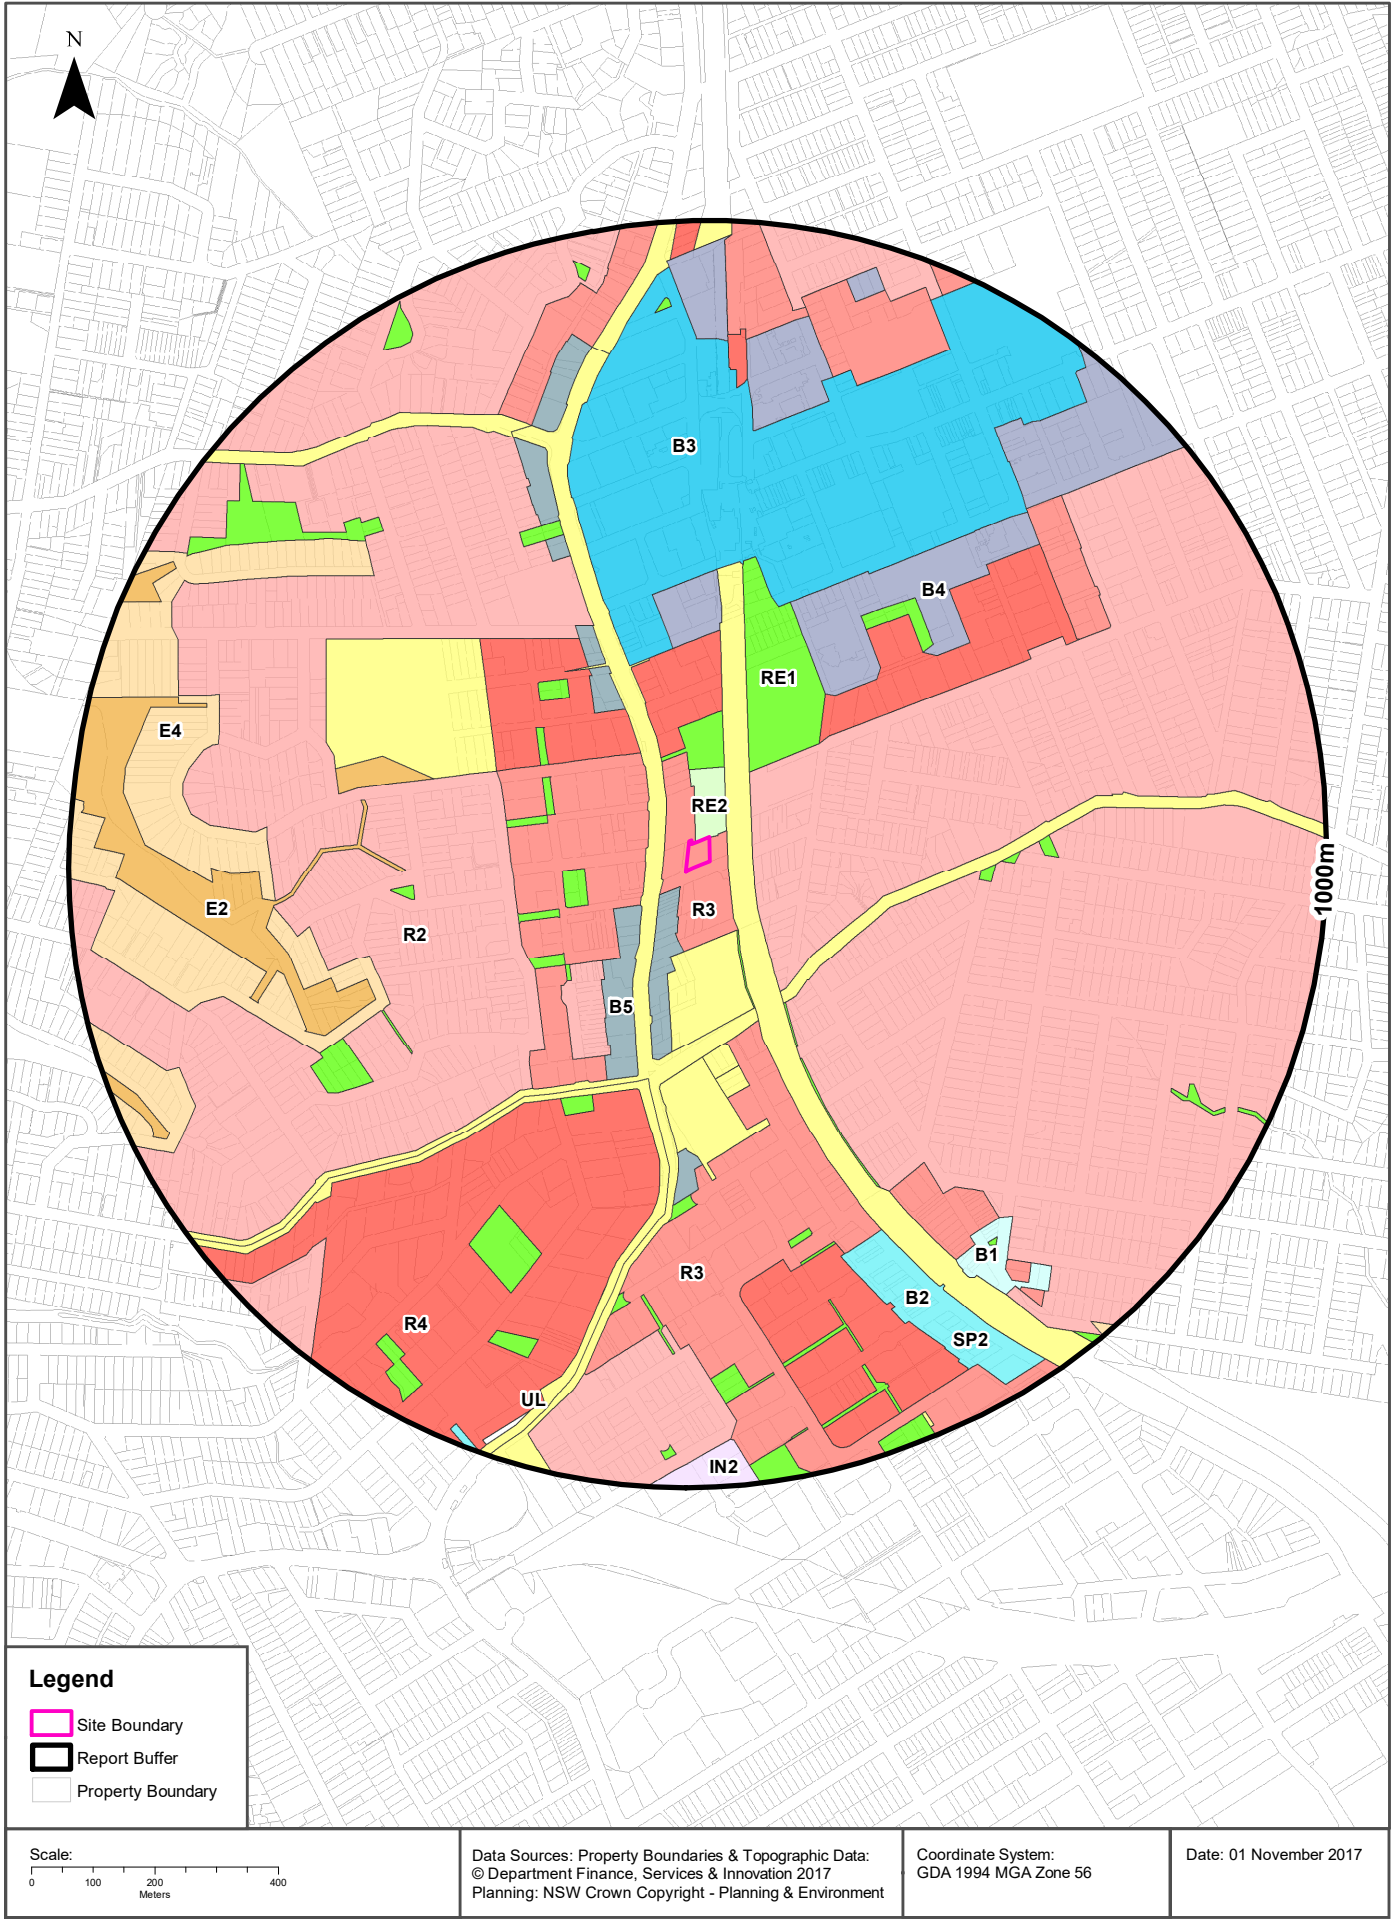 N
B3
B4
RE1
E4
RE2
1000m
E2
R3
R2
B5
B1
R3
B2
R4
SP2
UL
IN2
Legend
Site Boundary
Report Buffer
Property Boundary
Scale:
0 100 200 400
Meters
Data Sources: Property Boundaries & Topographic Data:
© Department Finance, Services & Innovation 2017
Planning: NSW Crown Copyright - Planning & Environment
Coordinate System:
GDA 1994 MGA Zone 56
Date: 01 November 2017